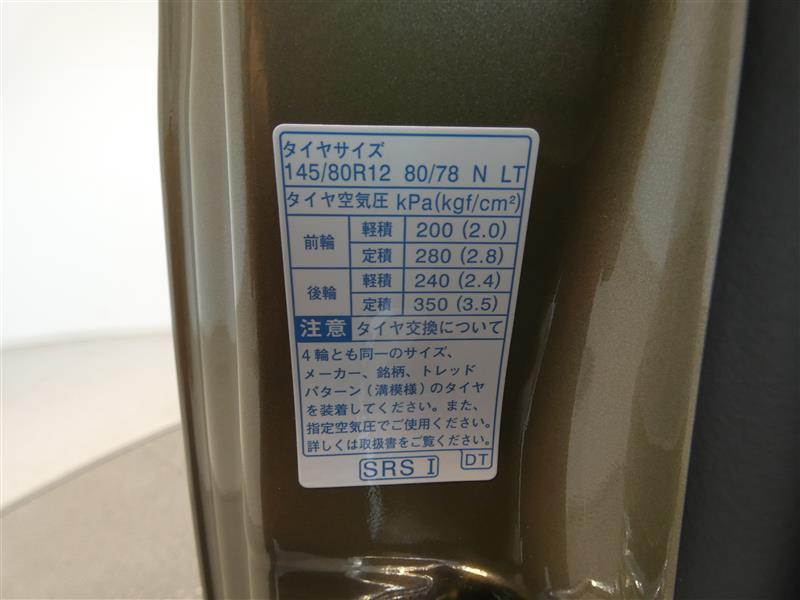 タイヤサイズ
145/80R12 80/78 N LT
タイヤ空気圧 kPa(kgf/cm²)
前輪 軽積 200 (2.0)
定積 280 (2.8)
後輪 軽積 240 (2.4)
定積 350 (3.5)
注意 タイヤ交換について
4輪とも同一のサイズ、
メーカー、銘柄、トレッド
パターン(溝模様)のタイヤ
を装着してください。また、
指定空気圧でご使用ください。
詳しくは取扱書をご覧ください。
SRS I DT